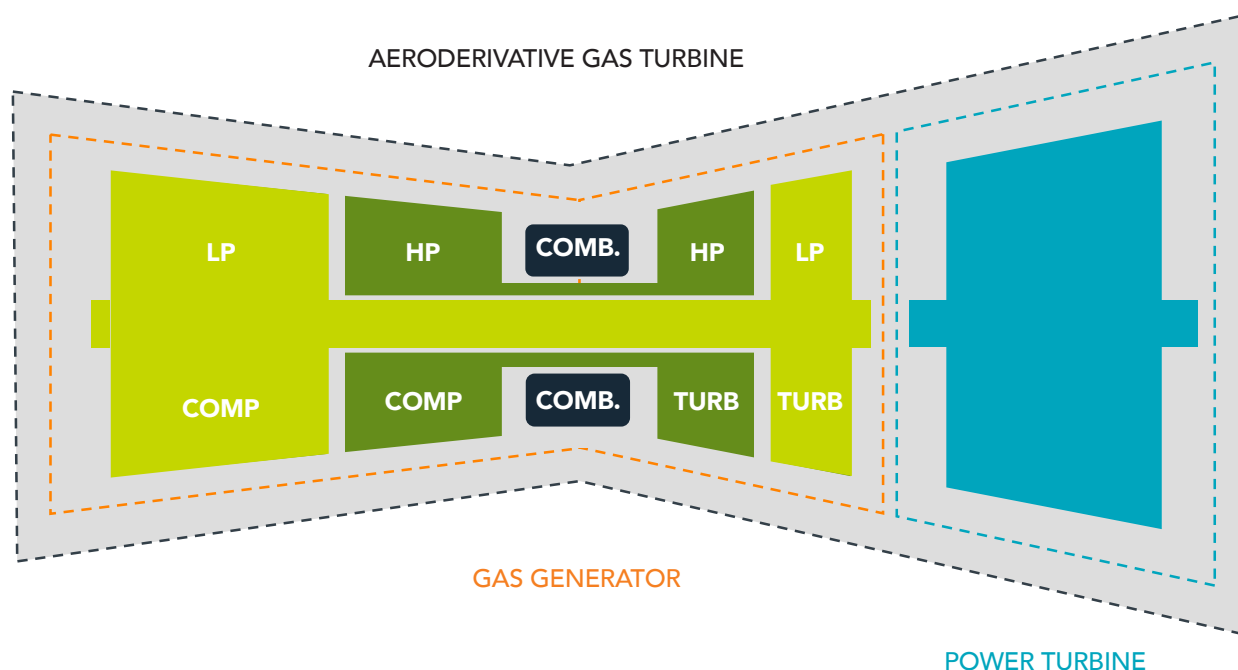 AERODERIVATIVE GAS TURBINE
LP
HP
COMB.
HP
LP
COMP
COMP
COMB.
TURB
TURB
GAS GENERATOR
POWER TURBINE